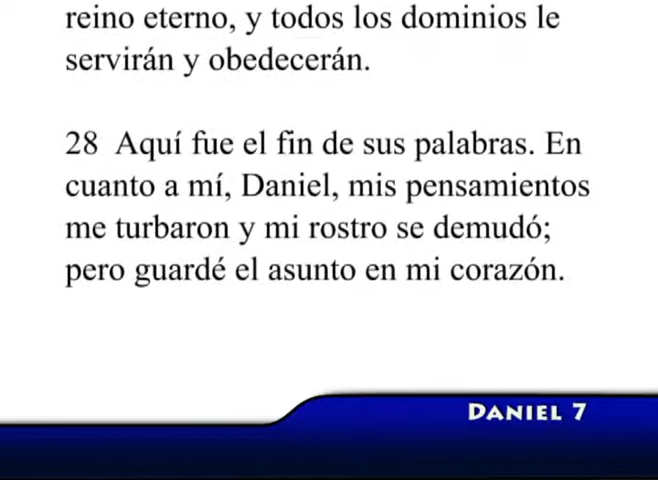 reino eterno, y todos los dominios le
servirán y obedecerán.
28 Aquí fue el fin de sus palabras. En
cuanto a mí, Daniel, mis pensamientos
me turbaron y mi rostro se demudó;
pero guardé el asunto en mi corazón.
DANIEL 7